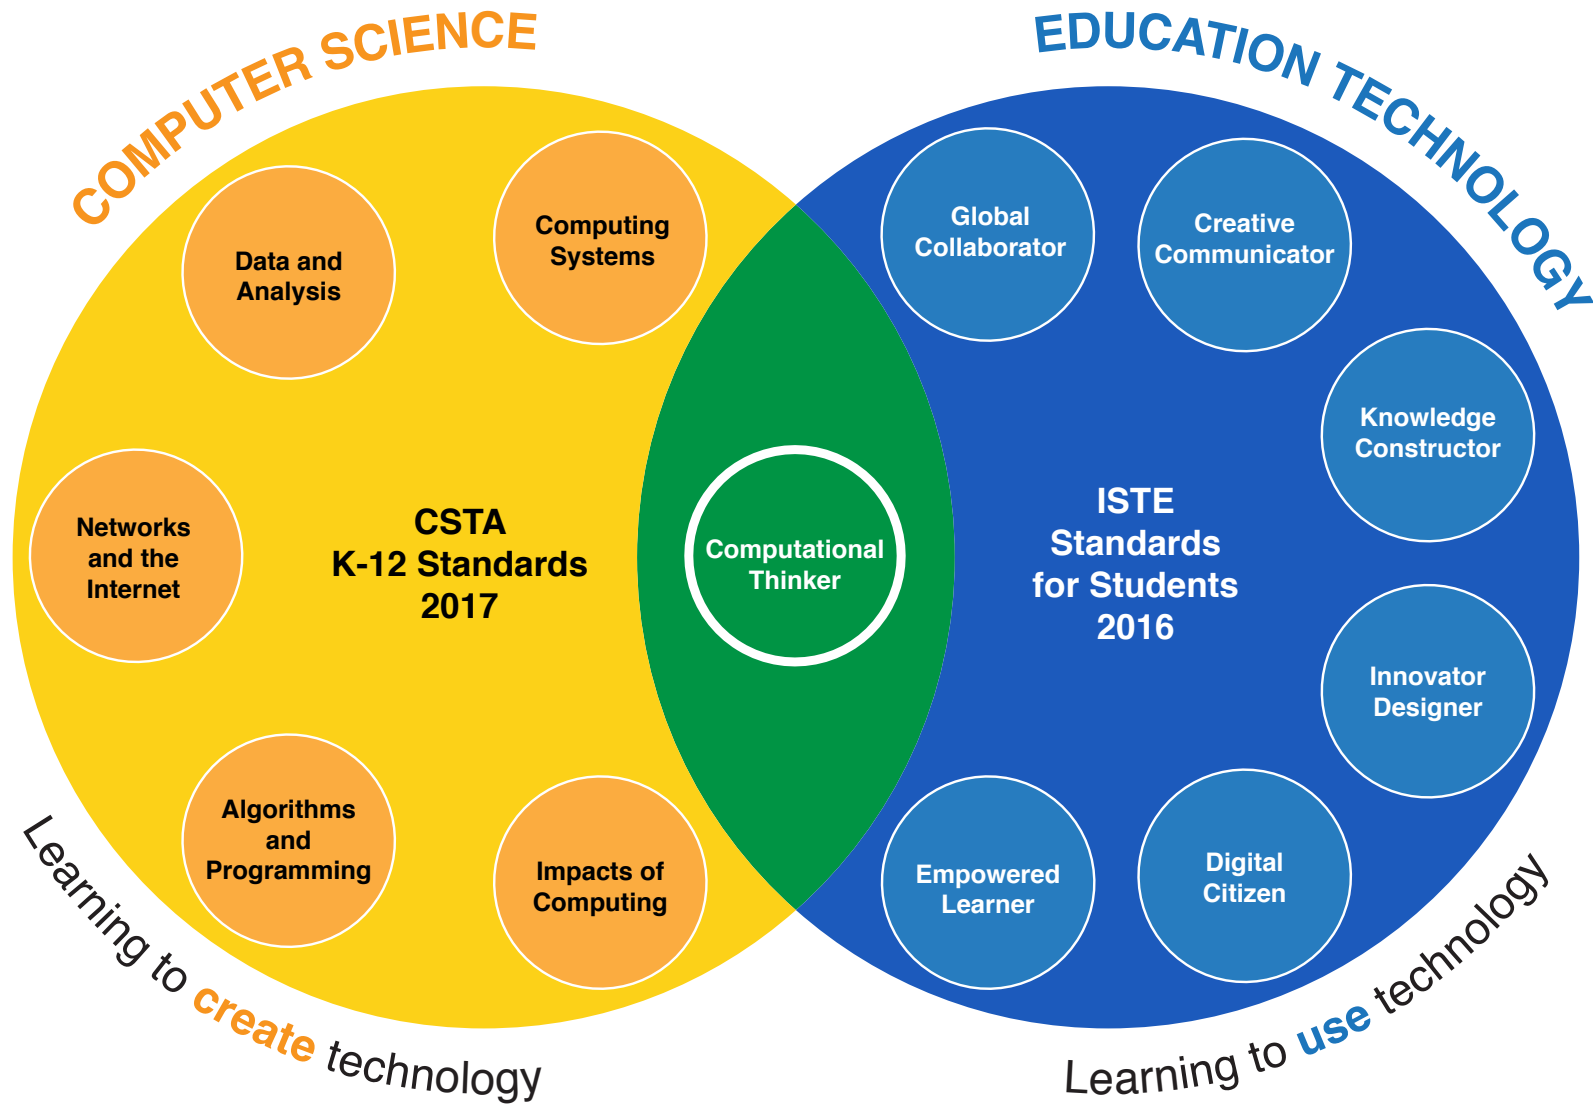 COMPUTER SCIENCE
EDUCATION TECHNOLOGY
Data and
Analysis
Computing
Systems
Networks
and the
Internet
CSTA
K-12 Standards
2017
Algorithms
and
Programming
Impacts of
Computing
Computational
Thinker
Global
Collaborator
Creative
Communicator
Knowledge
Constructor
ISTE
Standards
for Students
2016
Innovator
Designer
Empowered
Learner
Digital
Citizen
Learning to create technology
Learning to use technology